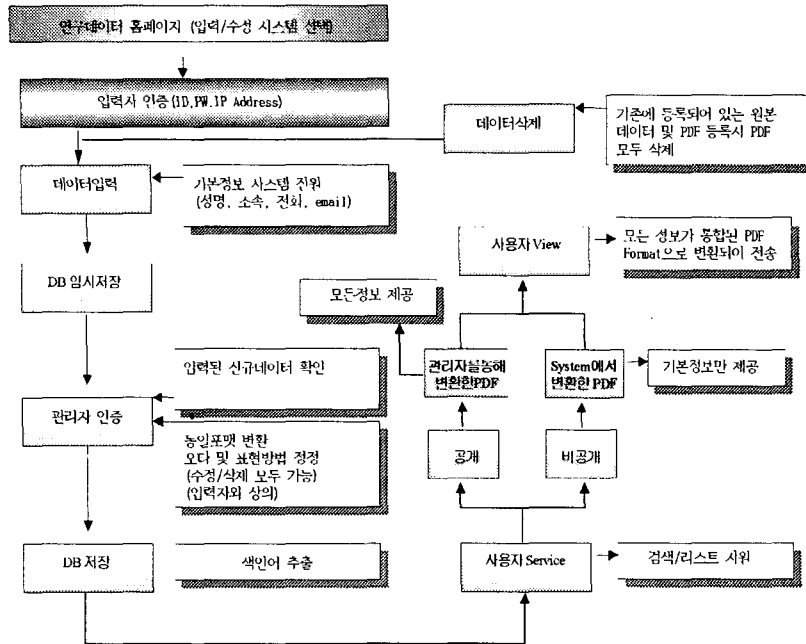 연구데이터 홈페이지 (입력/수정 시스템 선택)
입력자 인증(ID,PW,IP Address)
데이터삭제
기존에 등록되어 있는 원본
데이터 및 PDF 등록시 PDF
모두 삭제
데이터입력
기본정보 시스템 전원
(성명, 소속, 전화, email)
사용자 View
모든 정보가 통합된 PDF
Format으로 변환되어 전송
DB 임시저장
모든정보 제공
관리자를통해
변환한PDF
System에서
변환한 PDF
기본정보만 제공
입력된 신규데이터 확인
관리자 인증
동일포맷 변환
오타 및 표현방법 정정
(수정/삭제 모두 가능)
(입력자와 상의)
공개
비공개
DB 저장
색인어 추출
사용자 Service
검색/리스트 지원